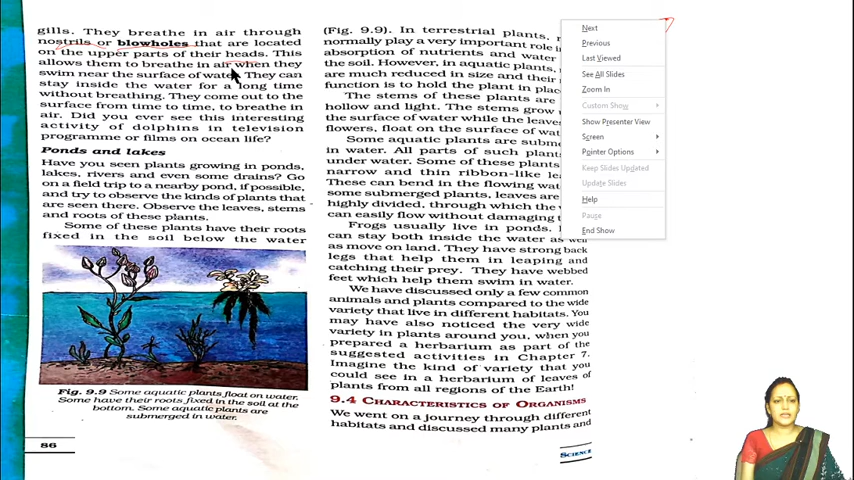 gills. They breathe in air through
nostrils or blowholes that are located
on the upper parts of their heads. This
allows them to breathe in air when they
swim near the surface of water. They can
stay inside the water for a long time
without breathing. They come out to the
surface from time to time, to breathe in
air. Did you ever see this interesting
activity of dolphins in television
programme or films on ocean life?
Ponds and lakes
Have you seen plants growing in ponds,
lakes, rivers and even some drains? Go
on a field trip to a nearby pond, if possible,
and try to observe the kinds of plants that
are seen there. Observe the leaves, stems
and roots of these plants.
Some of these plants have their roots
fixed in the soil below the water
Fig. 9.9 Some aquatic plants float on water.
Some have their roots fixed in the soil at the
bottom. Some aquatic plants are
submerged in water.
86
(Fig. 9.9). In terrestrial plants,
normally play a very important role in
absorption of nutrients and water
the soil. However, in aquatic plants,
are much reduced in size and their
function is to hold the plant in place
The stems of these plants are
hollow and light. The stems grow
the surface of water while the leaves
flowers, float on the surface of
Some aquatic plants are
in water. All parts of such plants
under water. Some of these plants
narrow and thin ribbon-like
These can bend in the flowing
some submerged plants, leaves are
highly divided, through which the
can easily flow without damaging
Frogs usually live in ponds.
can stay both inside the water as well
as move on land. They have strong back
legs that help them in leaping and
catching their prey. They have webbed
feet which help them swim in water.
We have discussed only a few common
animals and plants compared to the wide
variety that live in different habitats. You
may have also noticed the very wide
variety in plants around you, when you
prepared a herbarium as part of the
suggested activities in Chapter 7.
Imagine the kind of variety that you
could see in a herbarium of leaves of
plants from all regions of the Earth!
9.4 CHARACTERISTICS OF ORGANISMS
We went on a journey through different
habitats and discussed many plants and
SCIENCE
Next
Previous
Last Viewed
See All Slides
Zoom In
Custom Show
Show Presenter View
Screen
Pointer Options
Keep Slides Updated
Update Slides
Help
Pause
End Show